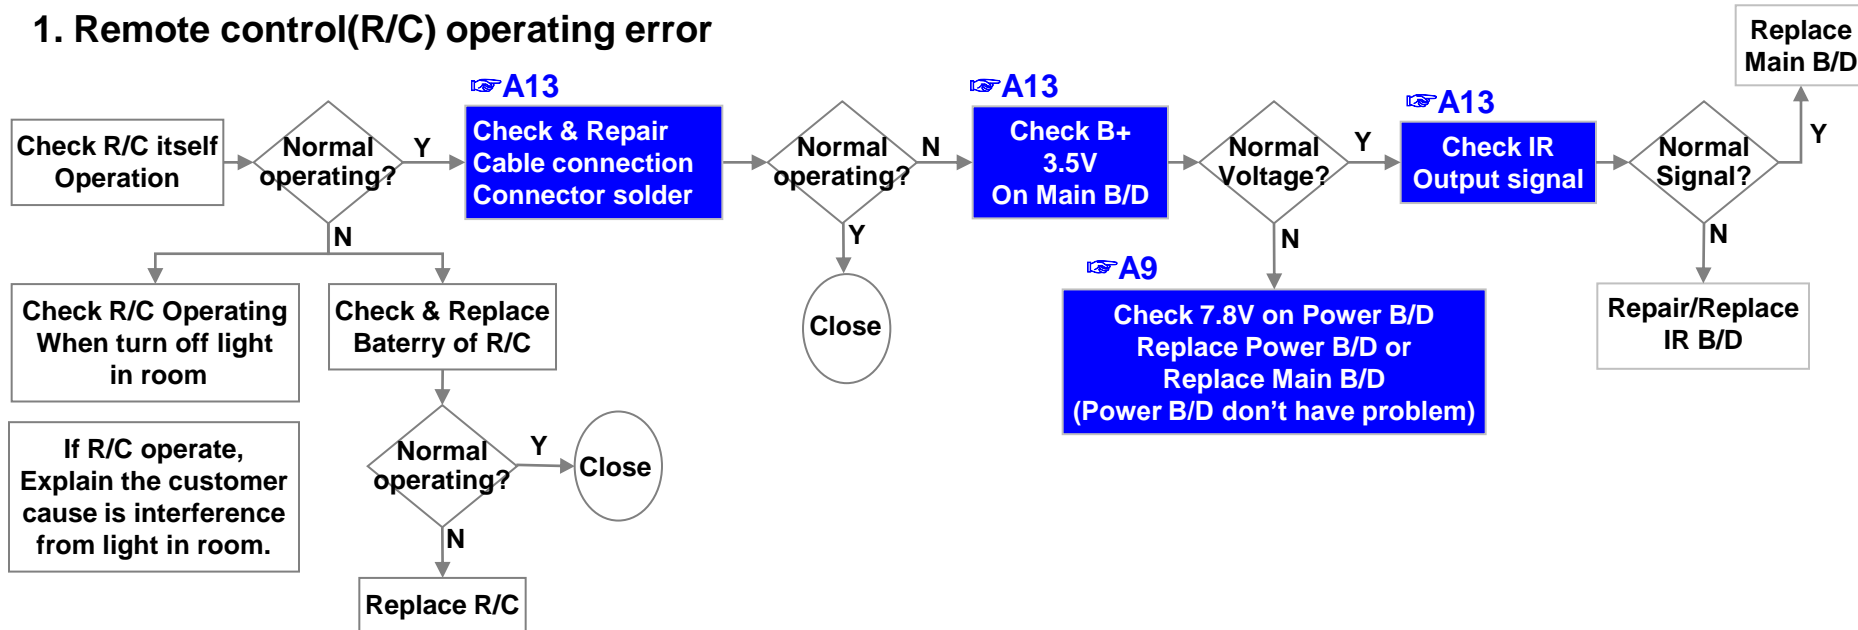 1. Remote control(R/C) operating error
Check R/C itself
Operation
Normal
operating?
Y
N
☞A13
Check & Repair
Cable connection
Connector solder
Normal
operating?
N
Y
Close
☞A13
Check B+
3.5V
On Main B/D
Normal
Voltage?
Y
N
☞A13
Check IR
Output signal
Normal
Signal?
Y
N
Replace
Main B/D
Repair/Replace
IR B/D
☞A9
Check 7.8V on Power B/D
Replace Power B/D or
Replace Main B/D
(Power B/D don’t have problem)
Check R/C Operating
When turn off light
in room
If R/C operate,
Explain the customer
cause is interference
from light in room.
Check & Replace
Baterry of R/C
Normal
operating?
Y
Close
N
Replace R/C